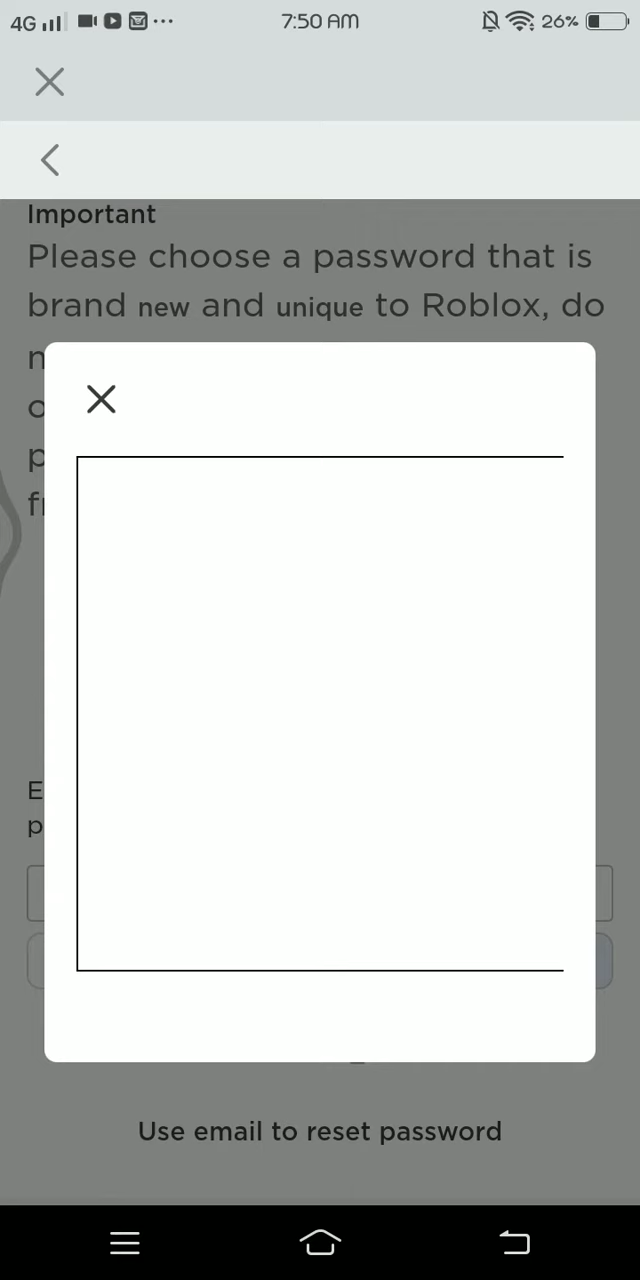 4G 7:50 AM 26%
Important
Please choose a password that is
brand new and unique to Roblox, do
Use email to reset password